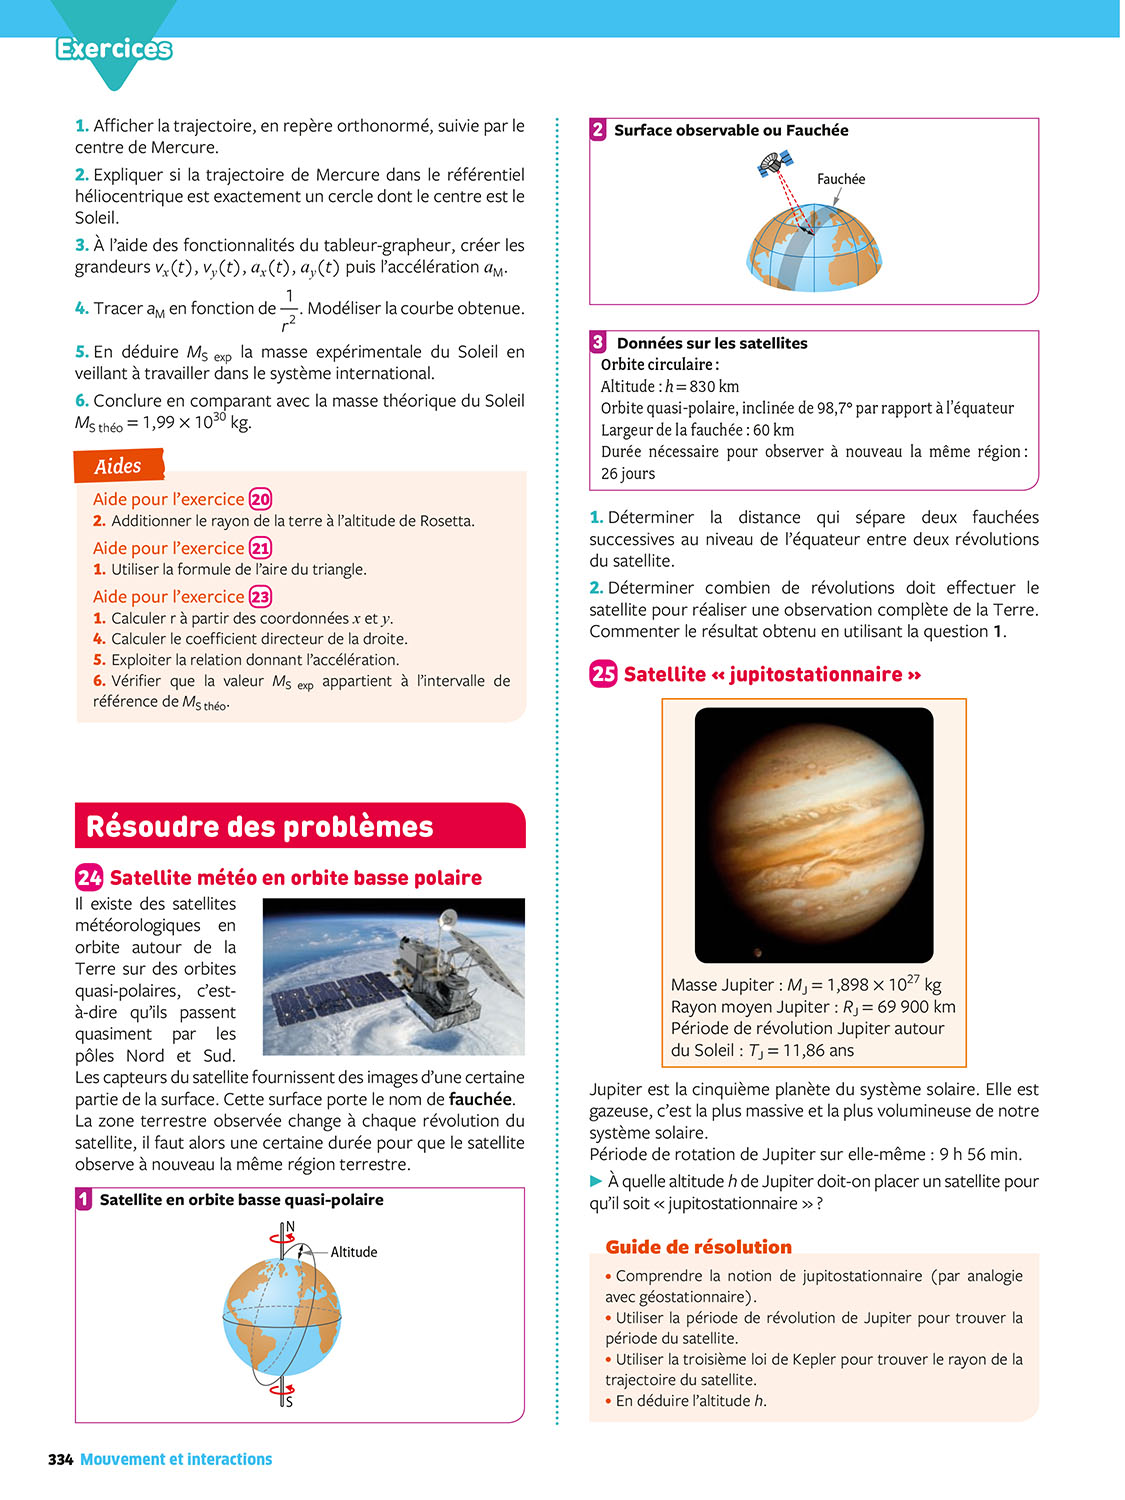 Exercices
1. Afficher la trajectoire, en repère orthonormé, suivie par le
centre de Mercure.
2. Expliquer si la trajectoire de Mercure dans le référentiel
héliocentrique est exactement un cercle dont le centre est le
Soleil.
3. À l'aide des fonctionnalités du tableur-grapheur, créer les
grandeurs vx(t), vy(t), ax(t), ay(t) puis l'accélération aM.
4. Tracer aM en fonction de 1/r². Modéliser la courbe obtenue.
5. En déduire MS exp la masse expérimentale du Soleil en
veillant à travailler dans le système international.
6. Conclure en comparant avec la masse théorique du Soleil
MS théo = 1,99 × 10³⁰ kg.
Aides
Aide pour l'exercice 20
2. Additionner le rayon de la terre à l'altitude de Rosetta.
Aide pour l'exercice 21
1. Utiliser la formule de l'aire du triangle.
Aide pour l'exercice 23
1. Calculer r à partir des coordonnées x et y.
4. Calculer le coefficient directeur de la droite.
5. Exploiter la relation donnant l'accélération.
6. Vérifier que la valeur MS exp appartient à l'intervalle de
référence de MS théo.
Résoudre des problèmes
24 Satellite météo en orbite basse polaire
Il existe des satellites
météorologiques en
orbite autour de la
Terre sur des orbites
quasi-polaires, c'est-
à-dire qu'ils passent
quasiment par les
pôles Nord et Sud.
Les capteurs du satellite fournissent des images d'une certaine
partie de la surface. Cette surface porte le nom de fauchée.
La zone terrestre observée change à chaque révolution du
satellite, il faut alors une certaine durée pour que le satellite
observe à nouveau la même région terrestre.
1 Satellite en orbite basse quasi-polaire
N
Altitude
S
2 Surface observable ou Fauchée
Fauchée
3 Données sur les satellites
Orbite circulaire :
Altitude : h = 830 km
Orbite quasi-polaire, inclinée de 98,7° par rapport à l'équateur
Largeur de la fauchée : 60 km
Durée nécessaire pour observer à nouveau la même région :
26 jours
1. Déterminer la distance qui sépare deux fauchées
successives au niveau de l'équateur entre deux révolutions
du satellite.
2. Déterminer combien de révolutions doit effectuer le
satellite pour réaliser une observation complète de la Terre.
Commenter le résultat obtenu en utilisant la question 1.
25 Satellite « jupitostationnaire »
Masse Jupiter : MJ = 1,898 × 10²⁷ kg
Rayon moyen Jupiter : RJ = 69 900 km
Période de révolution Jupiter autour
du Soleil : TJ = 11,86 ans
Jupiter est la cinquième planète du système solaire. Elle est
gazeuse, c'est la plus massive et la plus volumineuse de notre
système solaire.
Période de rotation de Jupiter sur elle-même : 9 h 56 min.
► À quelle altitude h de Jupiter doit-on placer un satellite pour
qu'il soit « jupitostationnaire » ?
Guide de résolution
• Comprendre la notion de jupitostationnaire (par analogie
avec géostationnaire).
• Utiliser la période de révolution de Jupiter pour trouver la
période du satellite.
• Utiliser la troisième loi de Kepler pour trouver le rayon de la
trajectoire du satellite.
• En déduire l'altitude h.
334 Mouvement et interactions